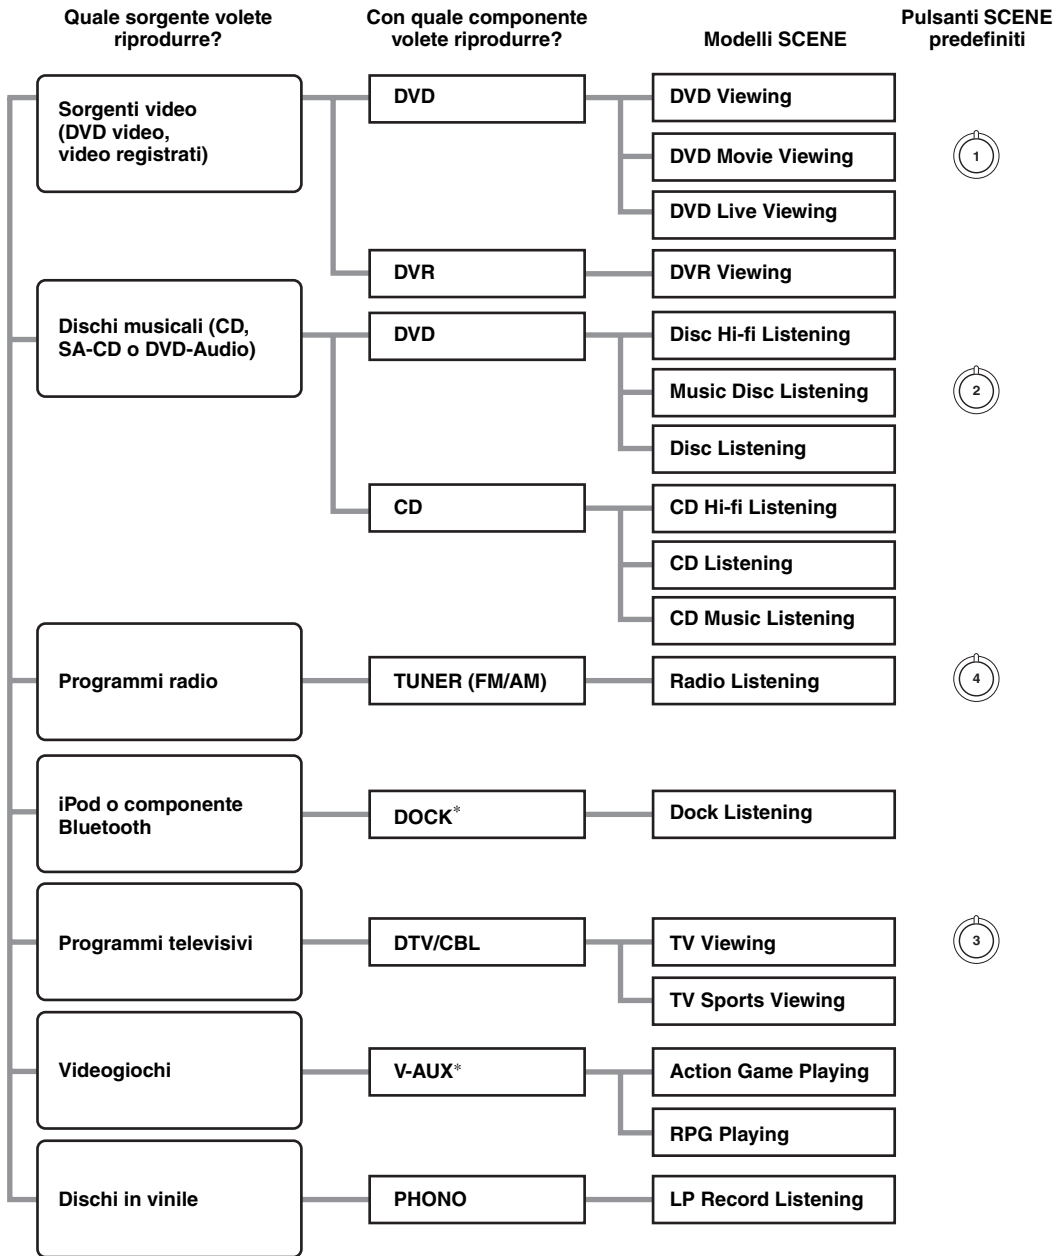 Quale sorgente volete
riprodurre?
Con quale componente
volete riprodurre?
Modelli SCENE
Pulsanti SCENE
predefiniti
Sorgenti video
(DVD video,
video registrati)
DVD
DVD Viewing
DVD Movie Viewing
1
DVD Live Viewing
DVR
DVR Viewing
Dischi musicali (CD,
SA-CD o DVD-Audio)
DVD
Disc Hi-fi Listening
Music Disc Listening
2
Disc Listening
CD
CD Hi-fi Listening
CD Listening
CD Music Listening
Programmi radio
TUNER (FM/AM)
Radio Listening
4
iPod o componente
Bluetooth
DOCK*
Dock Listening
Programmi televisivi
DTV/CBL
TV Viewing
3
TV Sports Viewing
Videogiochi
V-AUX*
Action Game Playing
RPG Playing
Dischi in vinile
PHONO
LP Record Listening